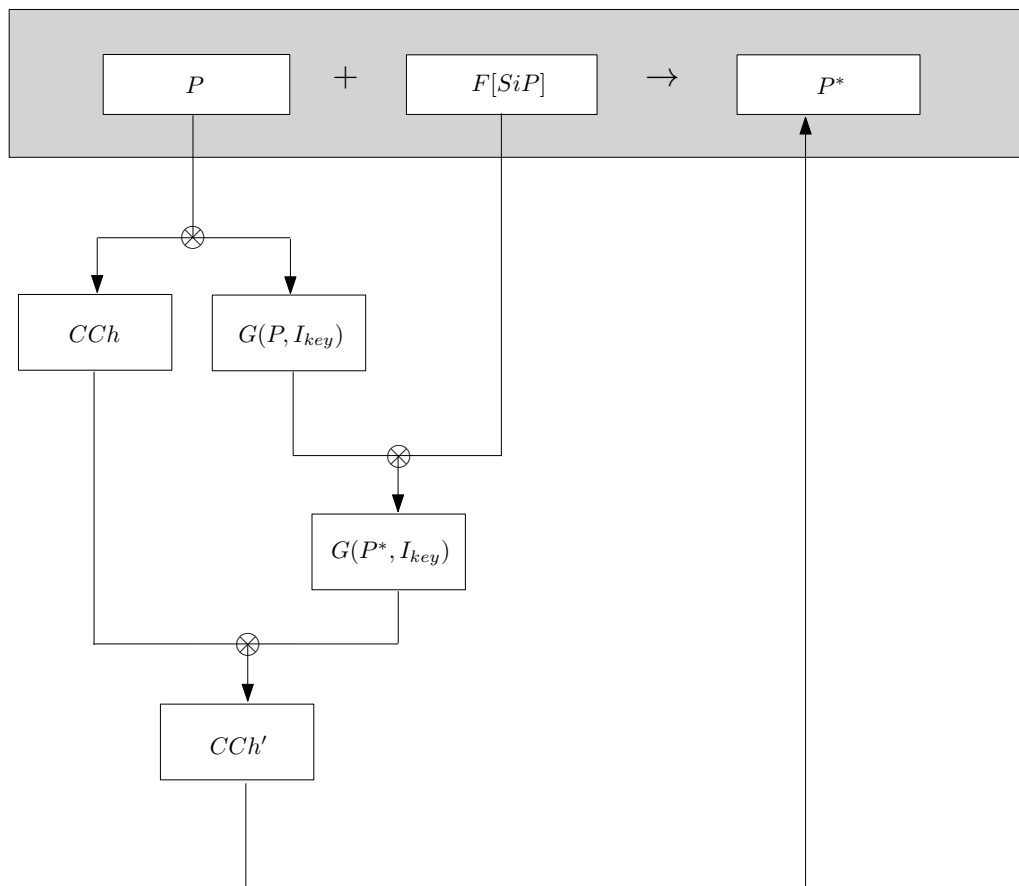 P + F[SiP] → P*
CCh G(P, I_key)
G(P*, I_key)
CCh′